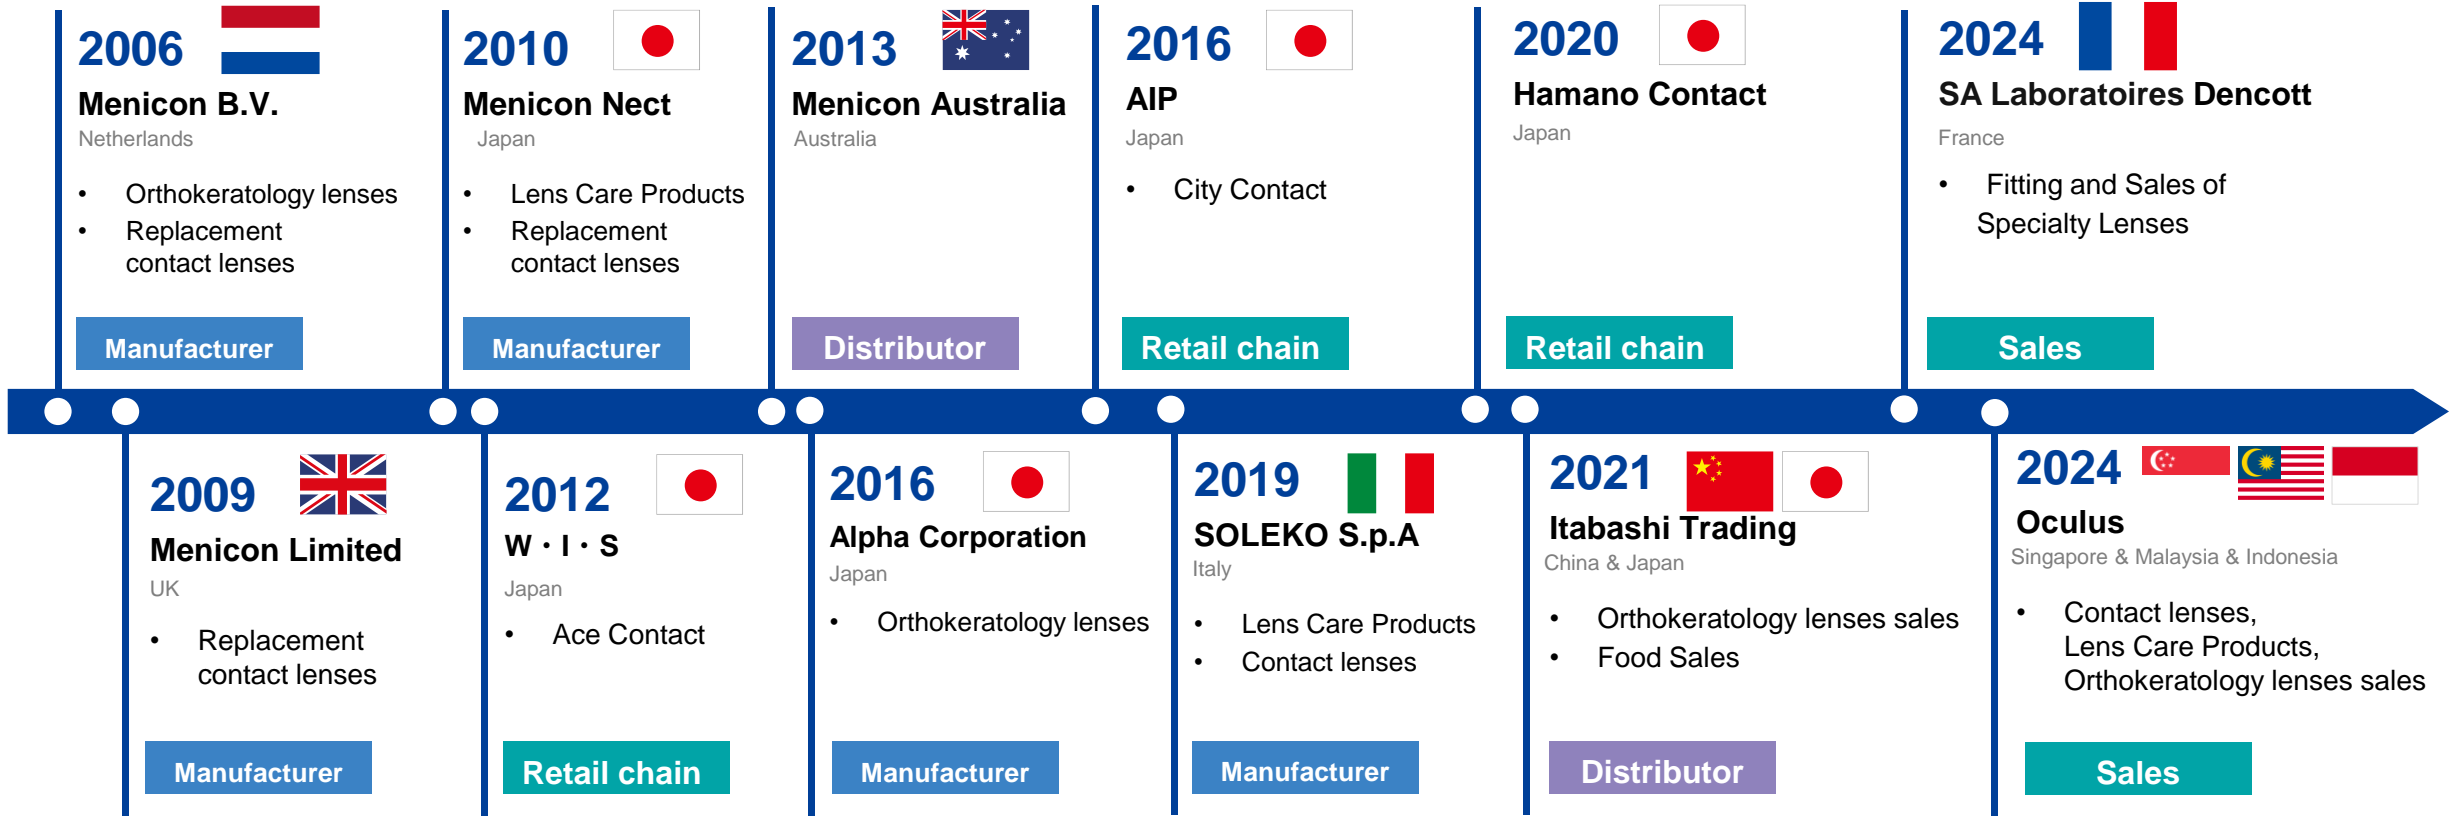 2006
Menicon B.V.
Netherlands
• Orthokeratology lenses
• Replacement
contact lenses
Manufacturer
2010
Menicon Nect
Japan
• Lens Care Products
• Replacement
contact lenses
Manufacturer
2013
Menicon Australia
Australia
Distributor
2016
AIP
Japan
• City Contact
Retail chain
2020
Hamano Contact
Japan
Retail chain
2024
SA Laboratoires Dencott
France
• Fitting and Sales of
Specialty Lenses
Sales
2009
Menicon Limited
UK
• Replacement
contact lenses
Manufacturer
2012
W・I・S
Japan
• Ace Contact
Retail chain
2016
Alpha Corporation
Japan
• Orthokeratology lenses
Manufacturer
2019
SOLEKO S.p.A
Italy
• Lens Care Products
• Contact lenses
Manufacturer
2021
Itabashi Trading
China & Japan
• Orthokeratology lenses sales
• Food Sales
Distributor
2024
Oculus
Singapore & Malaysia & Indonesia
• Contact lenses,
Lens Care Products,
Orthokeratology lenses sales
Sales